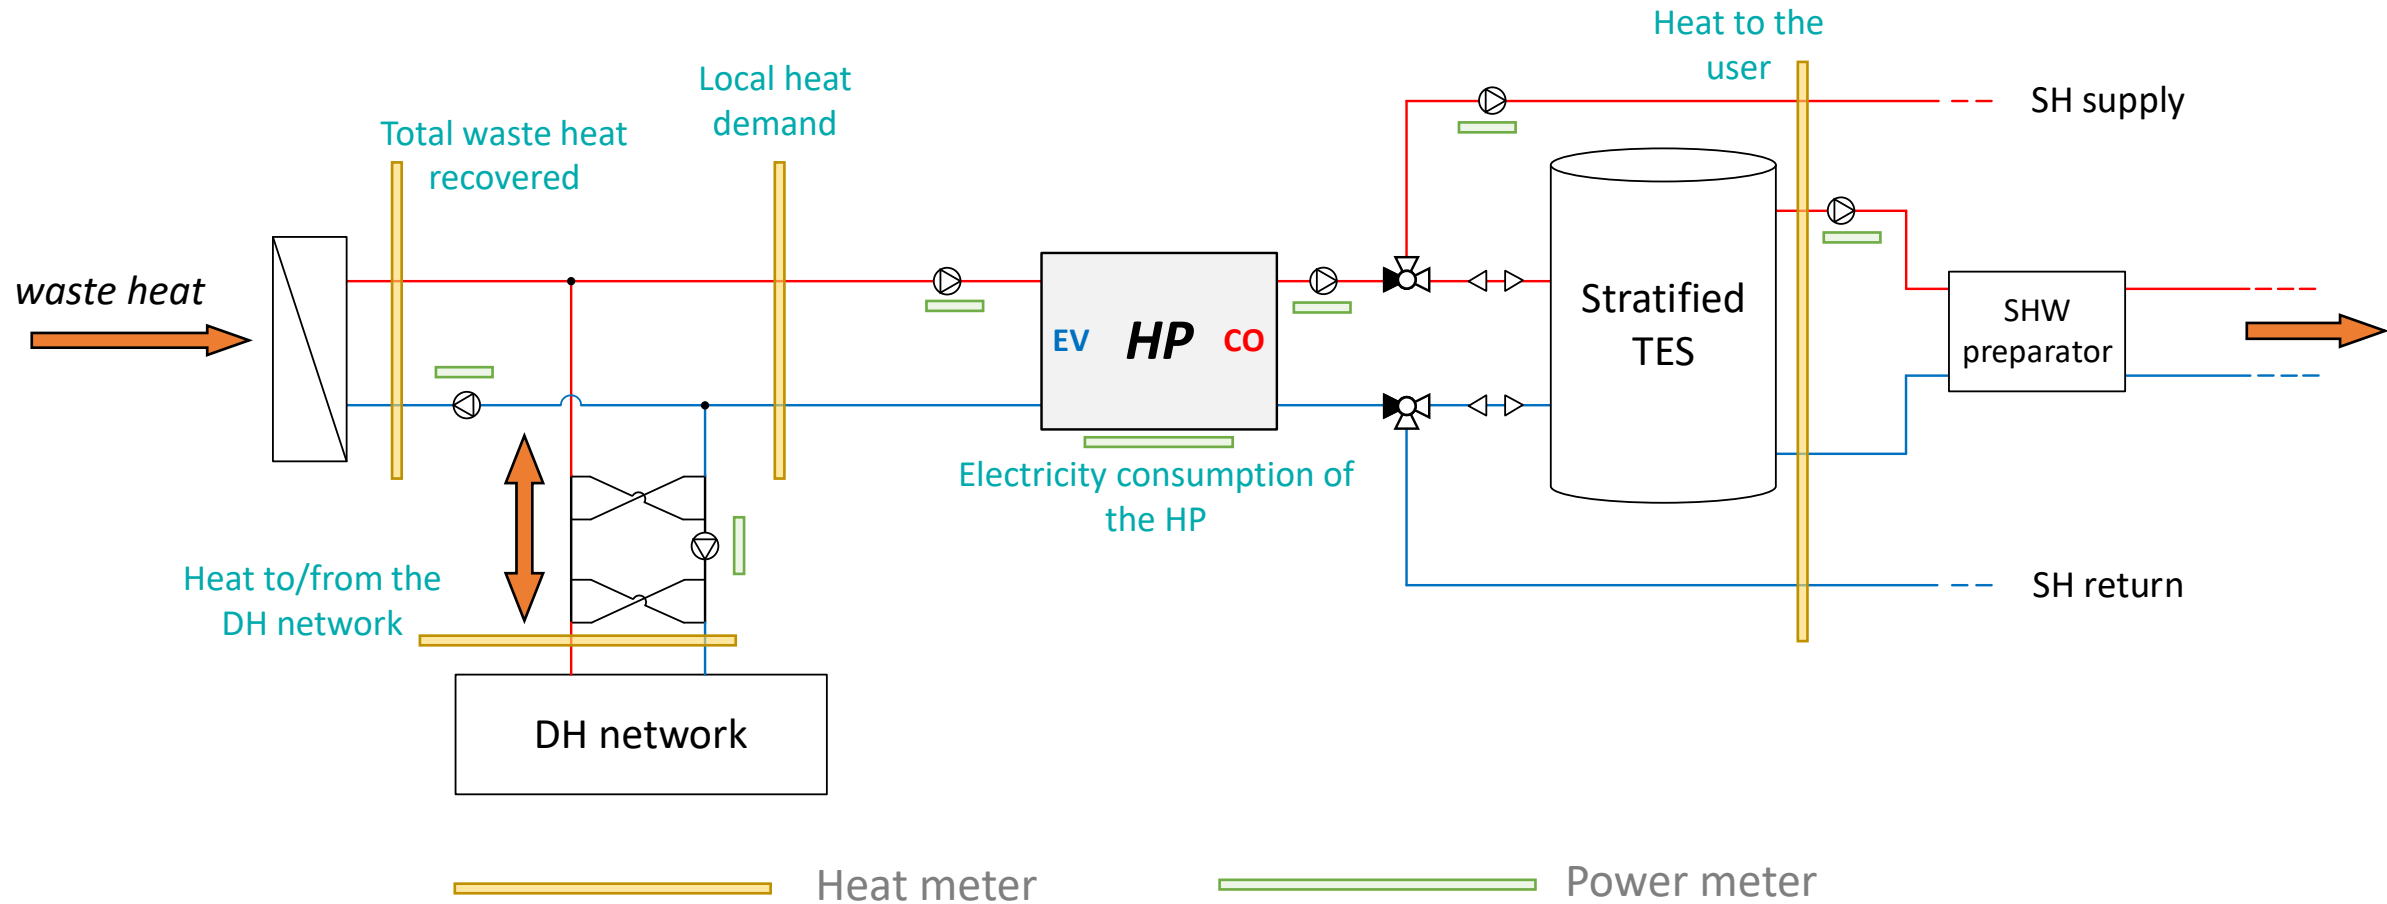 Heat to the
user
SH supply
Local heat
demand
Total waste heat
recovered
waste heat
EV
HP
CO
Stratified
TES
SHW
preparator
Electricity consumption of
the HP
Heat to/from the
DH network
SH return
DH network
Heat meter
Power meter